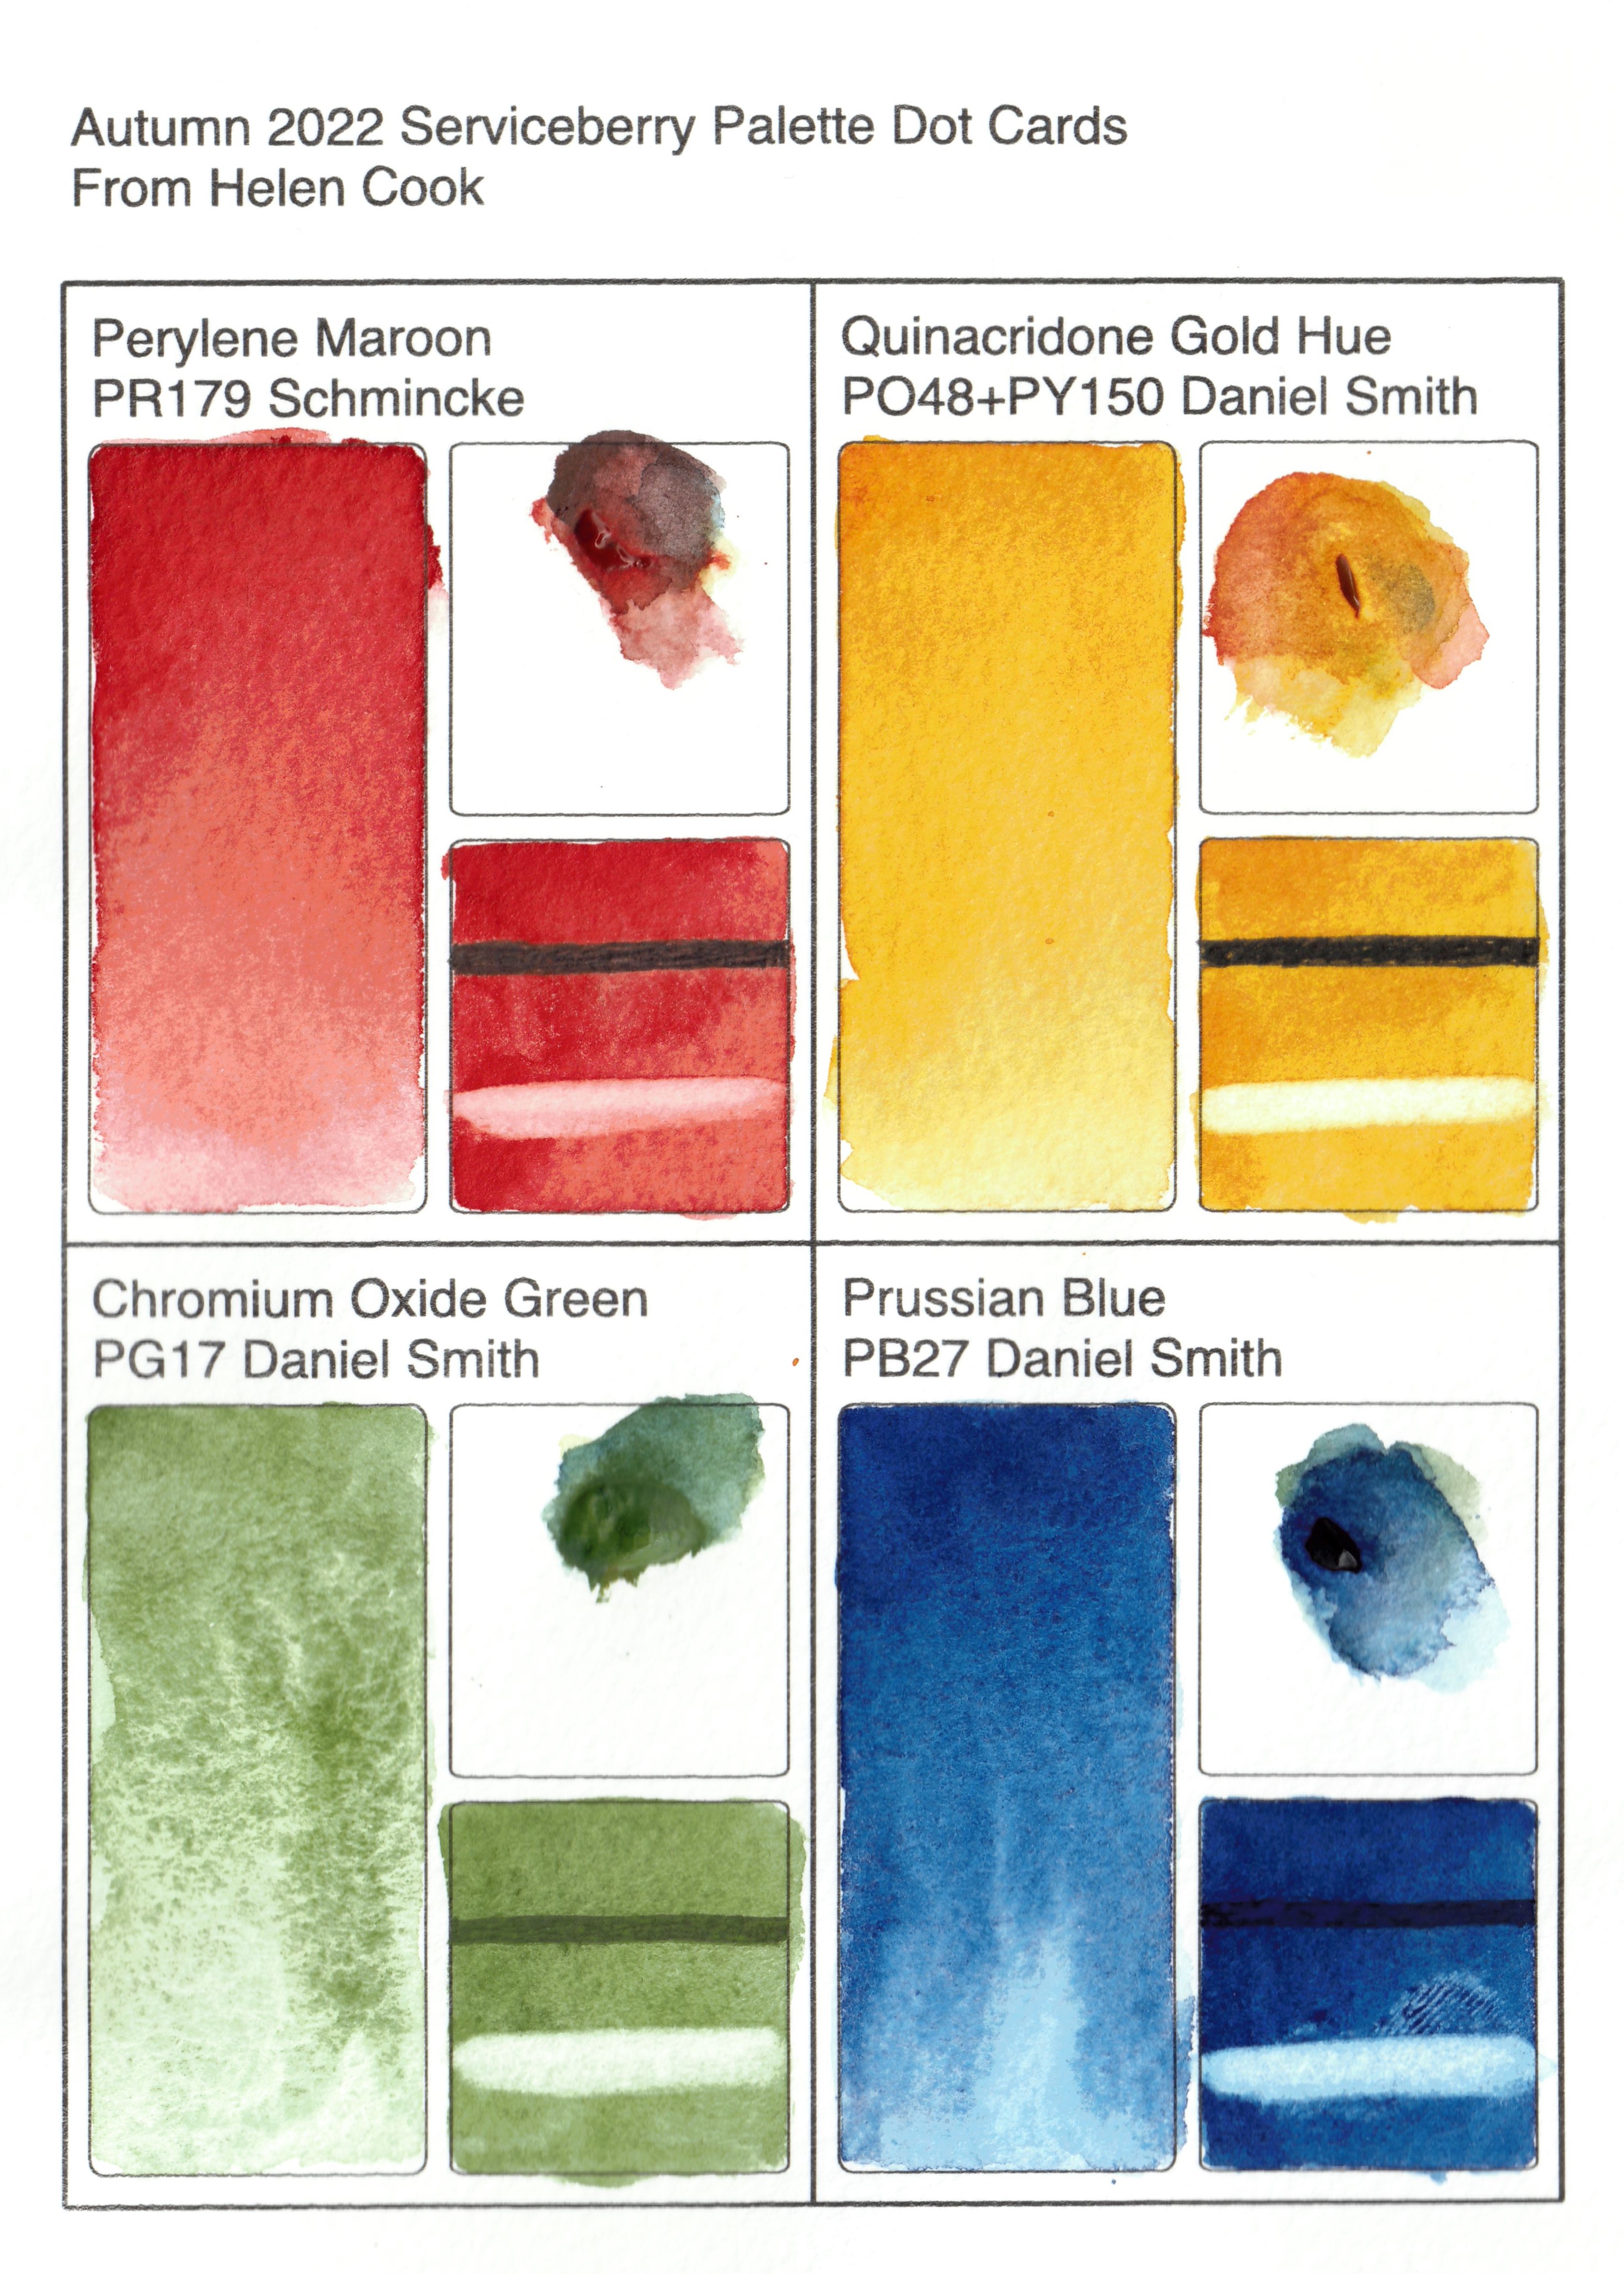 Autumn 2022 Serviceberry Palette Dot Cards
From Helen Cook
Perylene Maroon
PR179 Schmincke
Quinacridone Gold Hue
PO48+PY150 Daniel Smith
Chromium Oxide Green
PG17 Daniel Smith
Prussian Blue
PB27 Daniel Smith